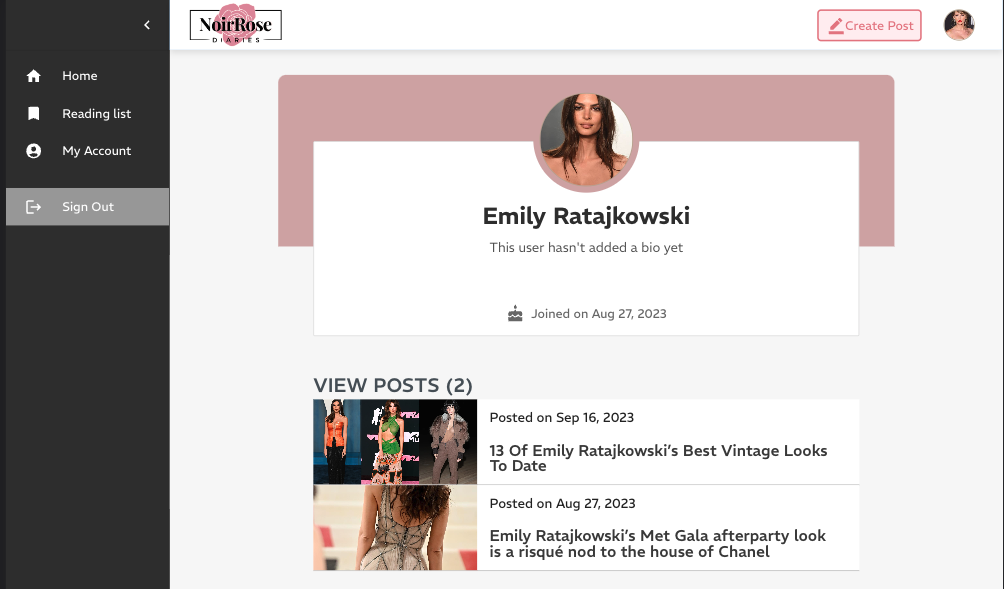 NoirRose
DIARIES
Create Post
Home
Reading list
My Account
Sign Out
Emily Ratajkowski
This user hasn't added a bio yet
Joined on Aug 27, 2023
VIEW POSTS (2)
Posted on Sep 16, 2023
13 Of Emily Ratajkowski’s Best Vintage Looks
To Date
Posted on Aug 27, 2023
Emily Ratajkowski’s Met Gala afterparty look
is a risqué nod to the house of Chanel